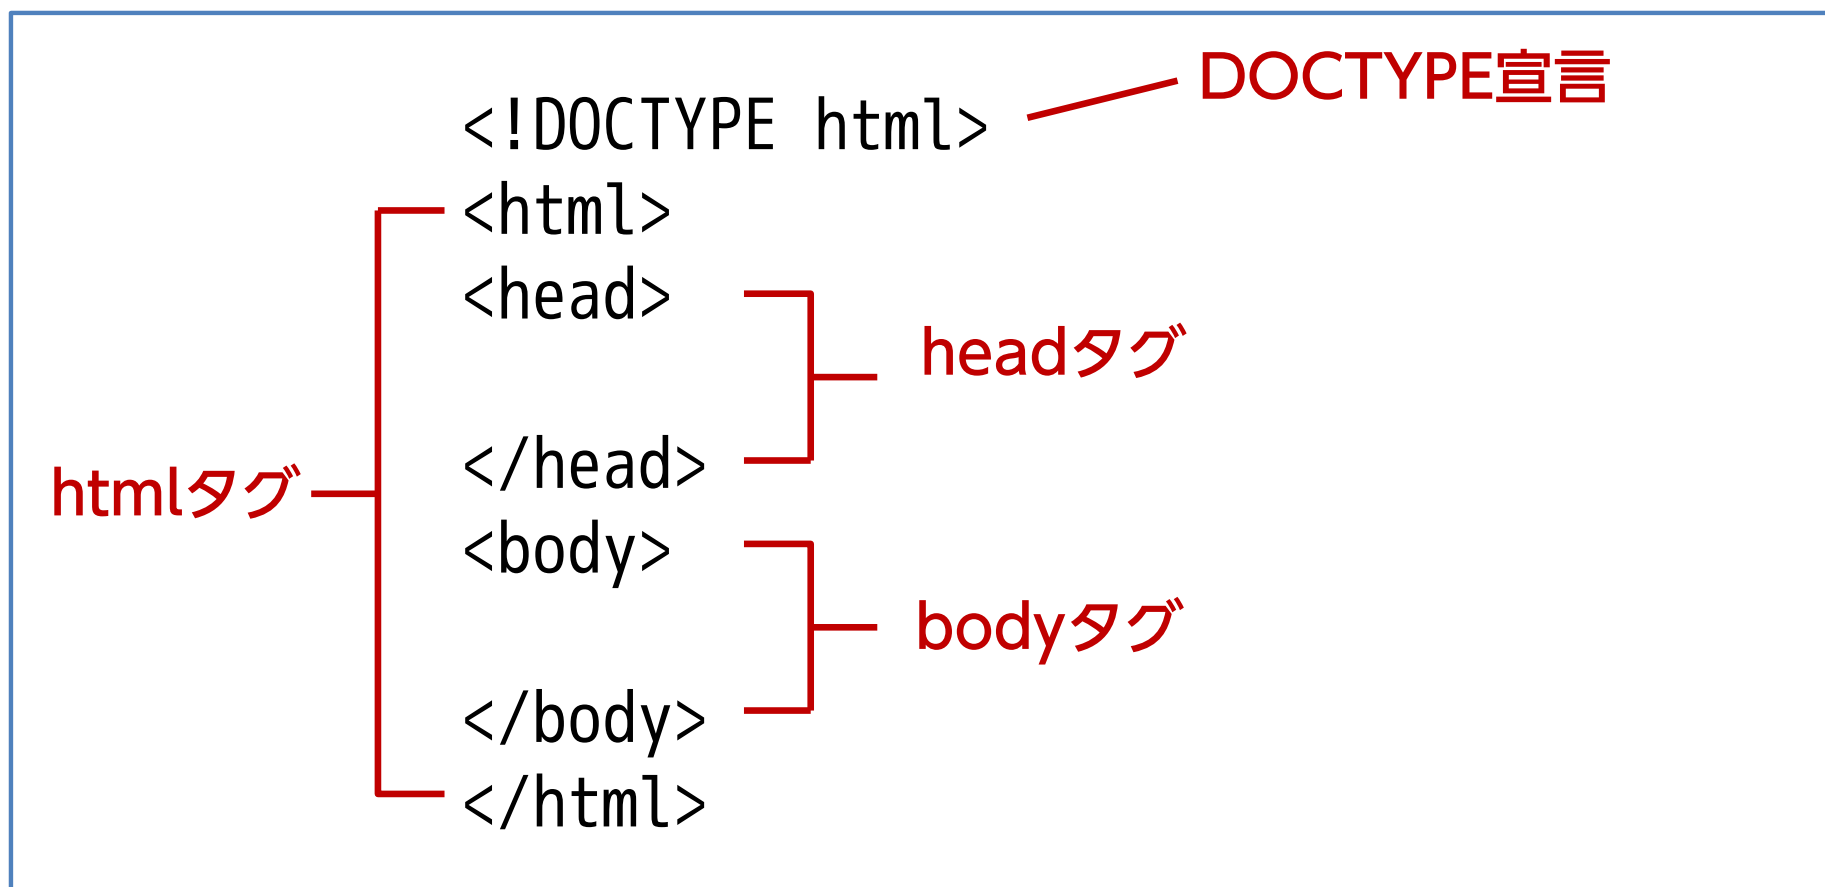 DOCTYPE宣言
<!DOCTYPE html>
<html>
<head>
headタグ
</head>
htmlタグ
<body>
bodyタグ
</body>
</html>